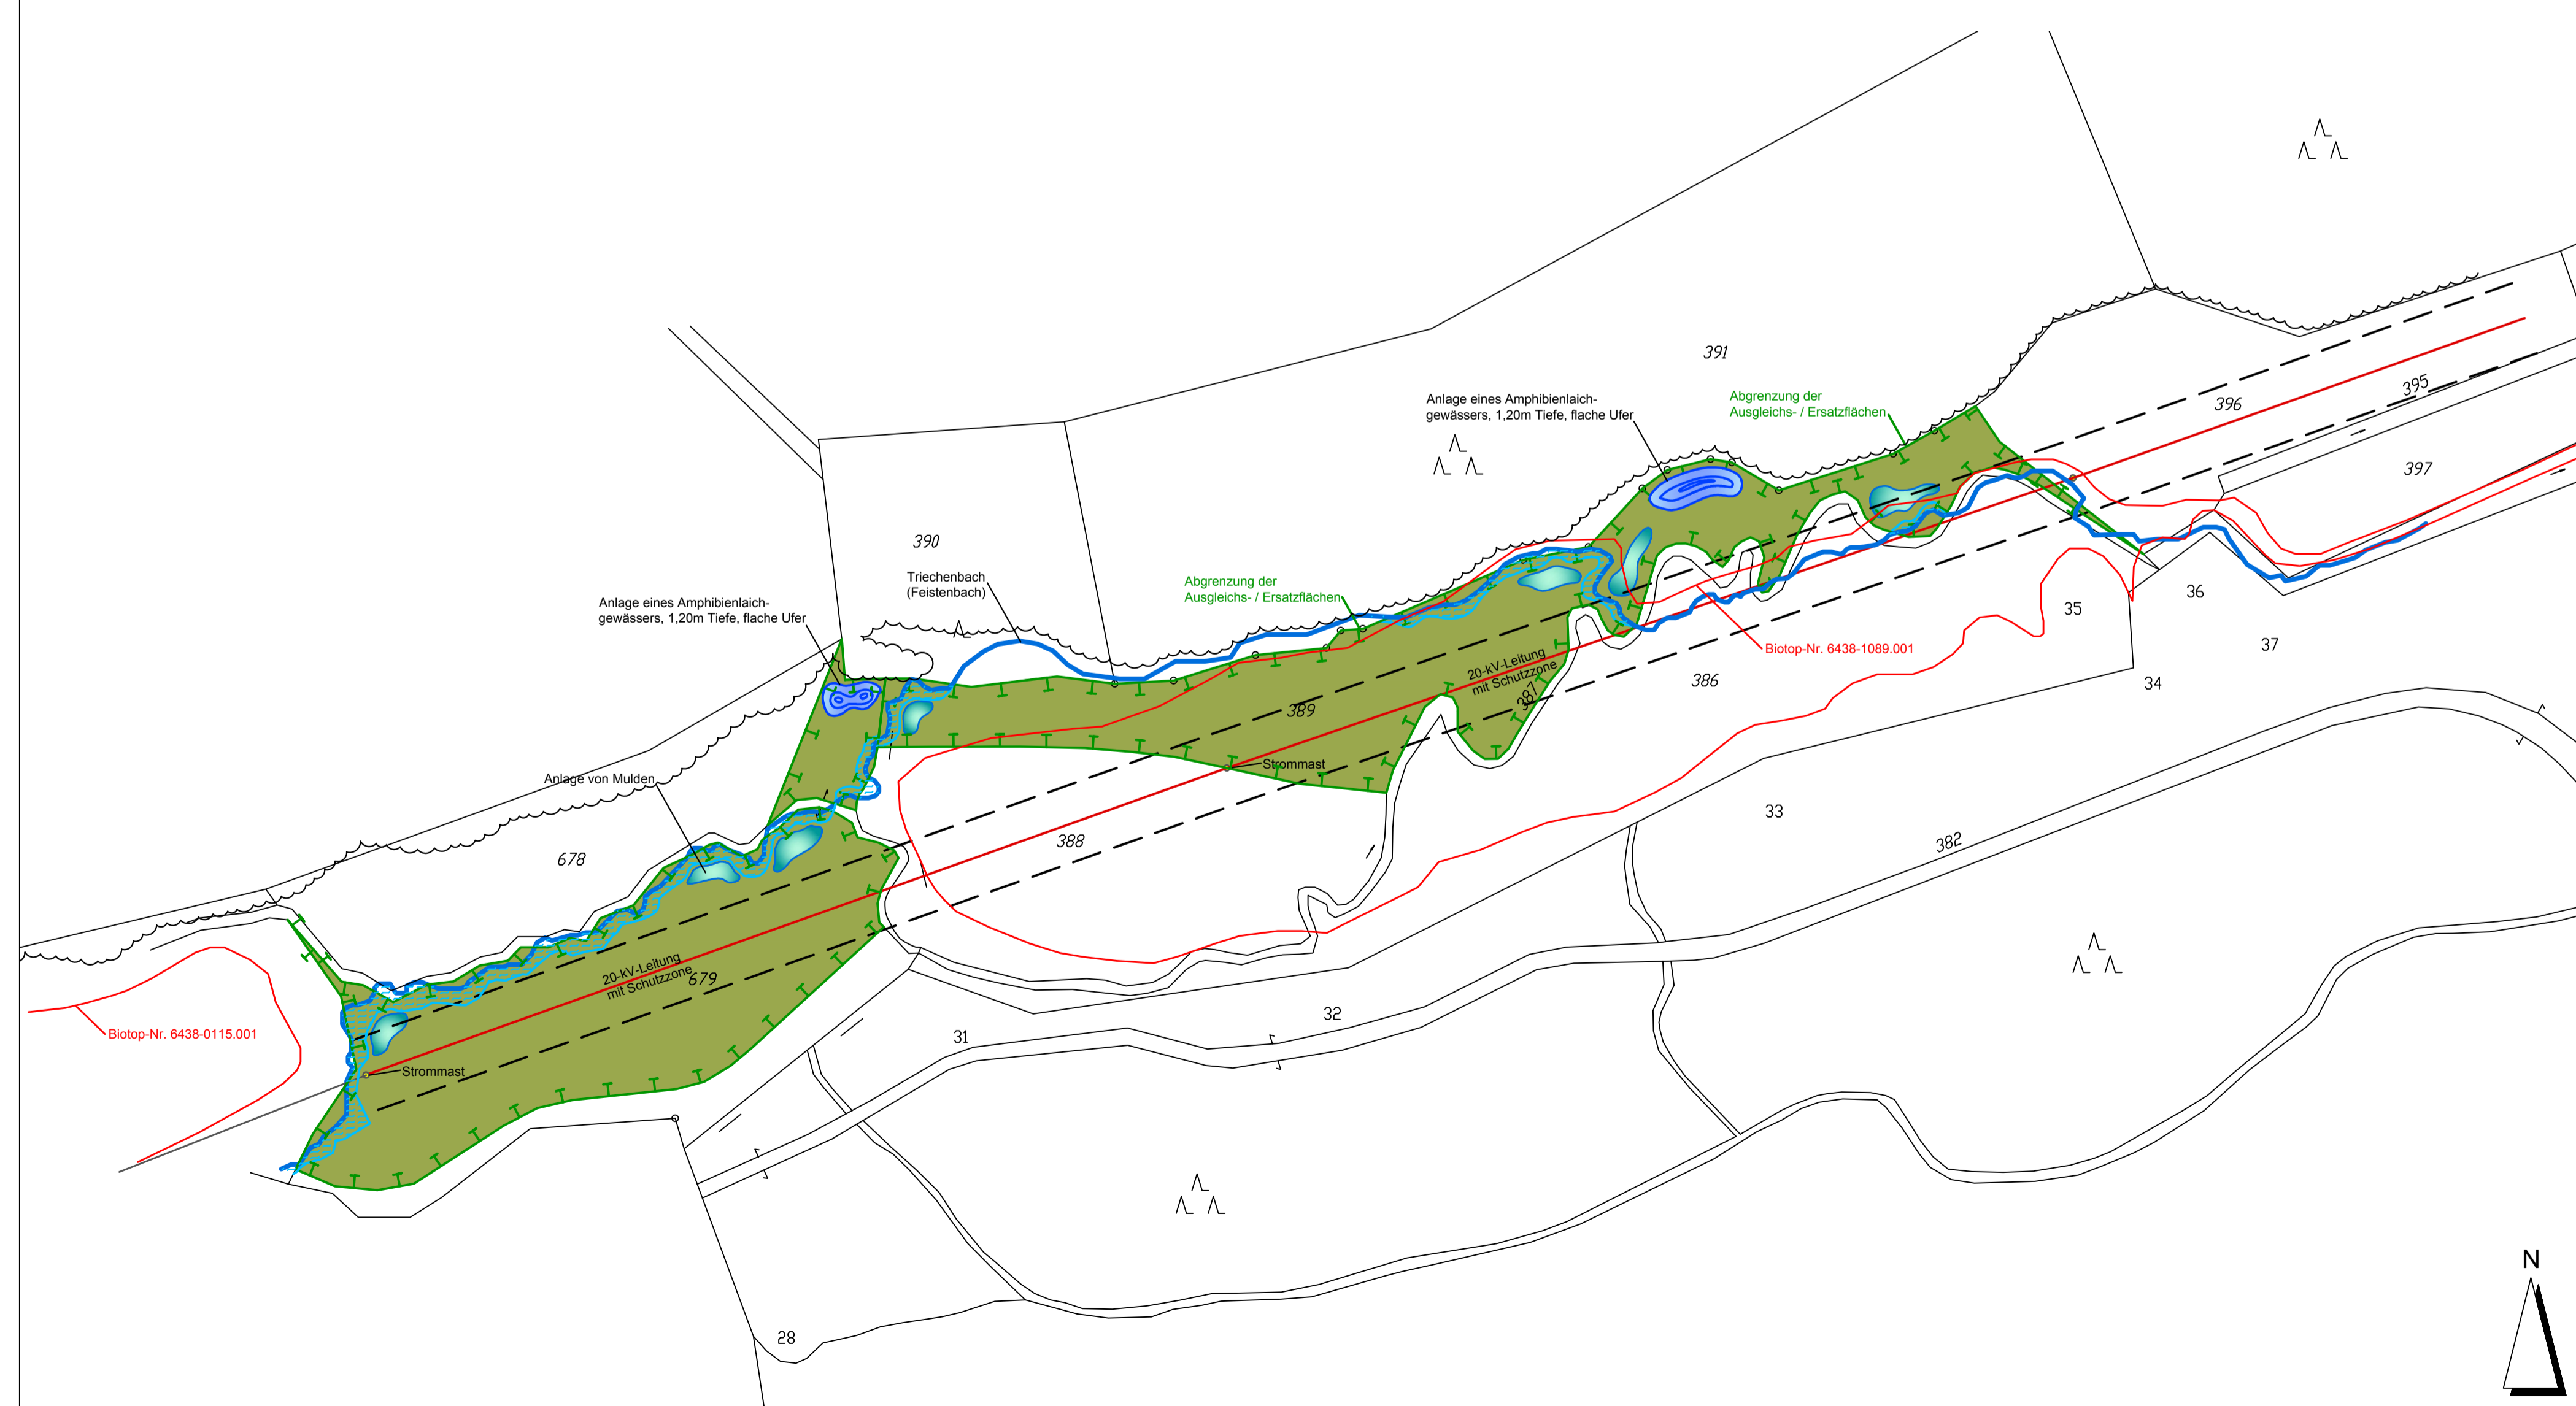 391
395
396
Anlage eines Amphibienlaich-
gewässers, 1,20m Tiefe, flache Ufer
Abgrenzung der
Ausgleichs- / Ersatzflächen
397
390
Triechenbach
(Feistenbach)
Abgrenzung der
Ausgleichs- / Ersatzflächen
Anlage eines Amphibienlaich-
gewässers, 1,20m Tiefe, flache Ufer
36
35
37
Biotop-Nr. 6438-1089.001
20-kV-Leitung
mit Schutzzone
387
386
34
389
Strommast
Anlage von Mulden
33
388
382
678
20-kV-Leitung
mit Schutzzone
679
32
31
Biotop-Nr. 6438-0115.001
Strommast
N
28